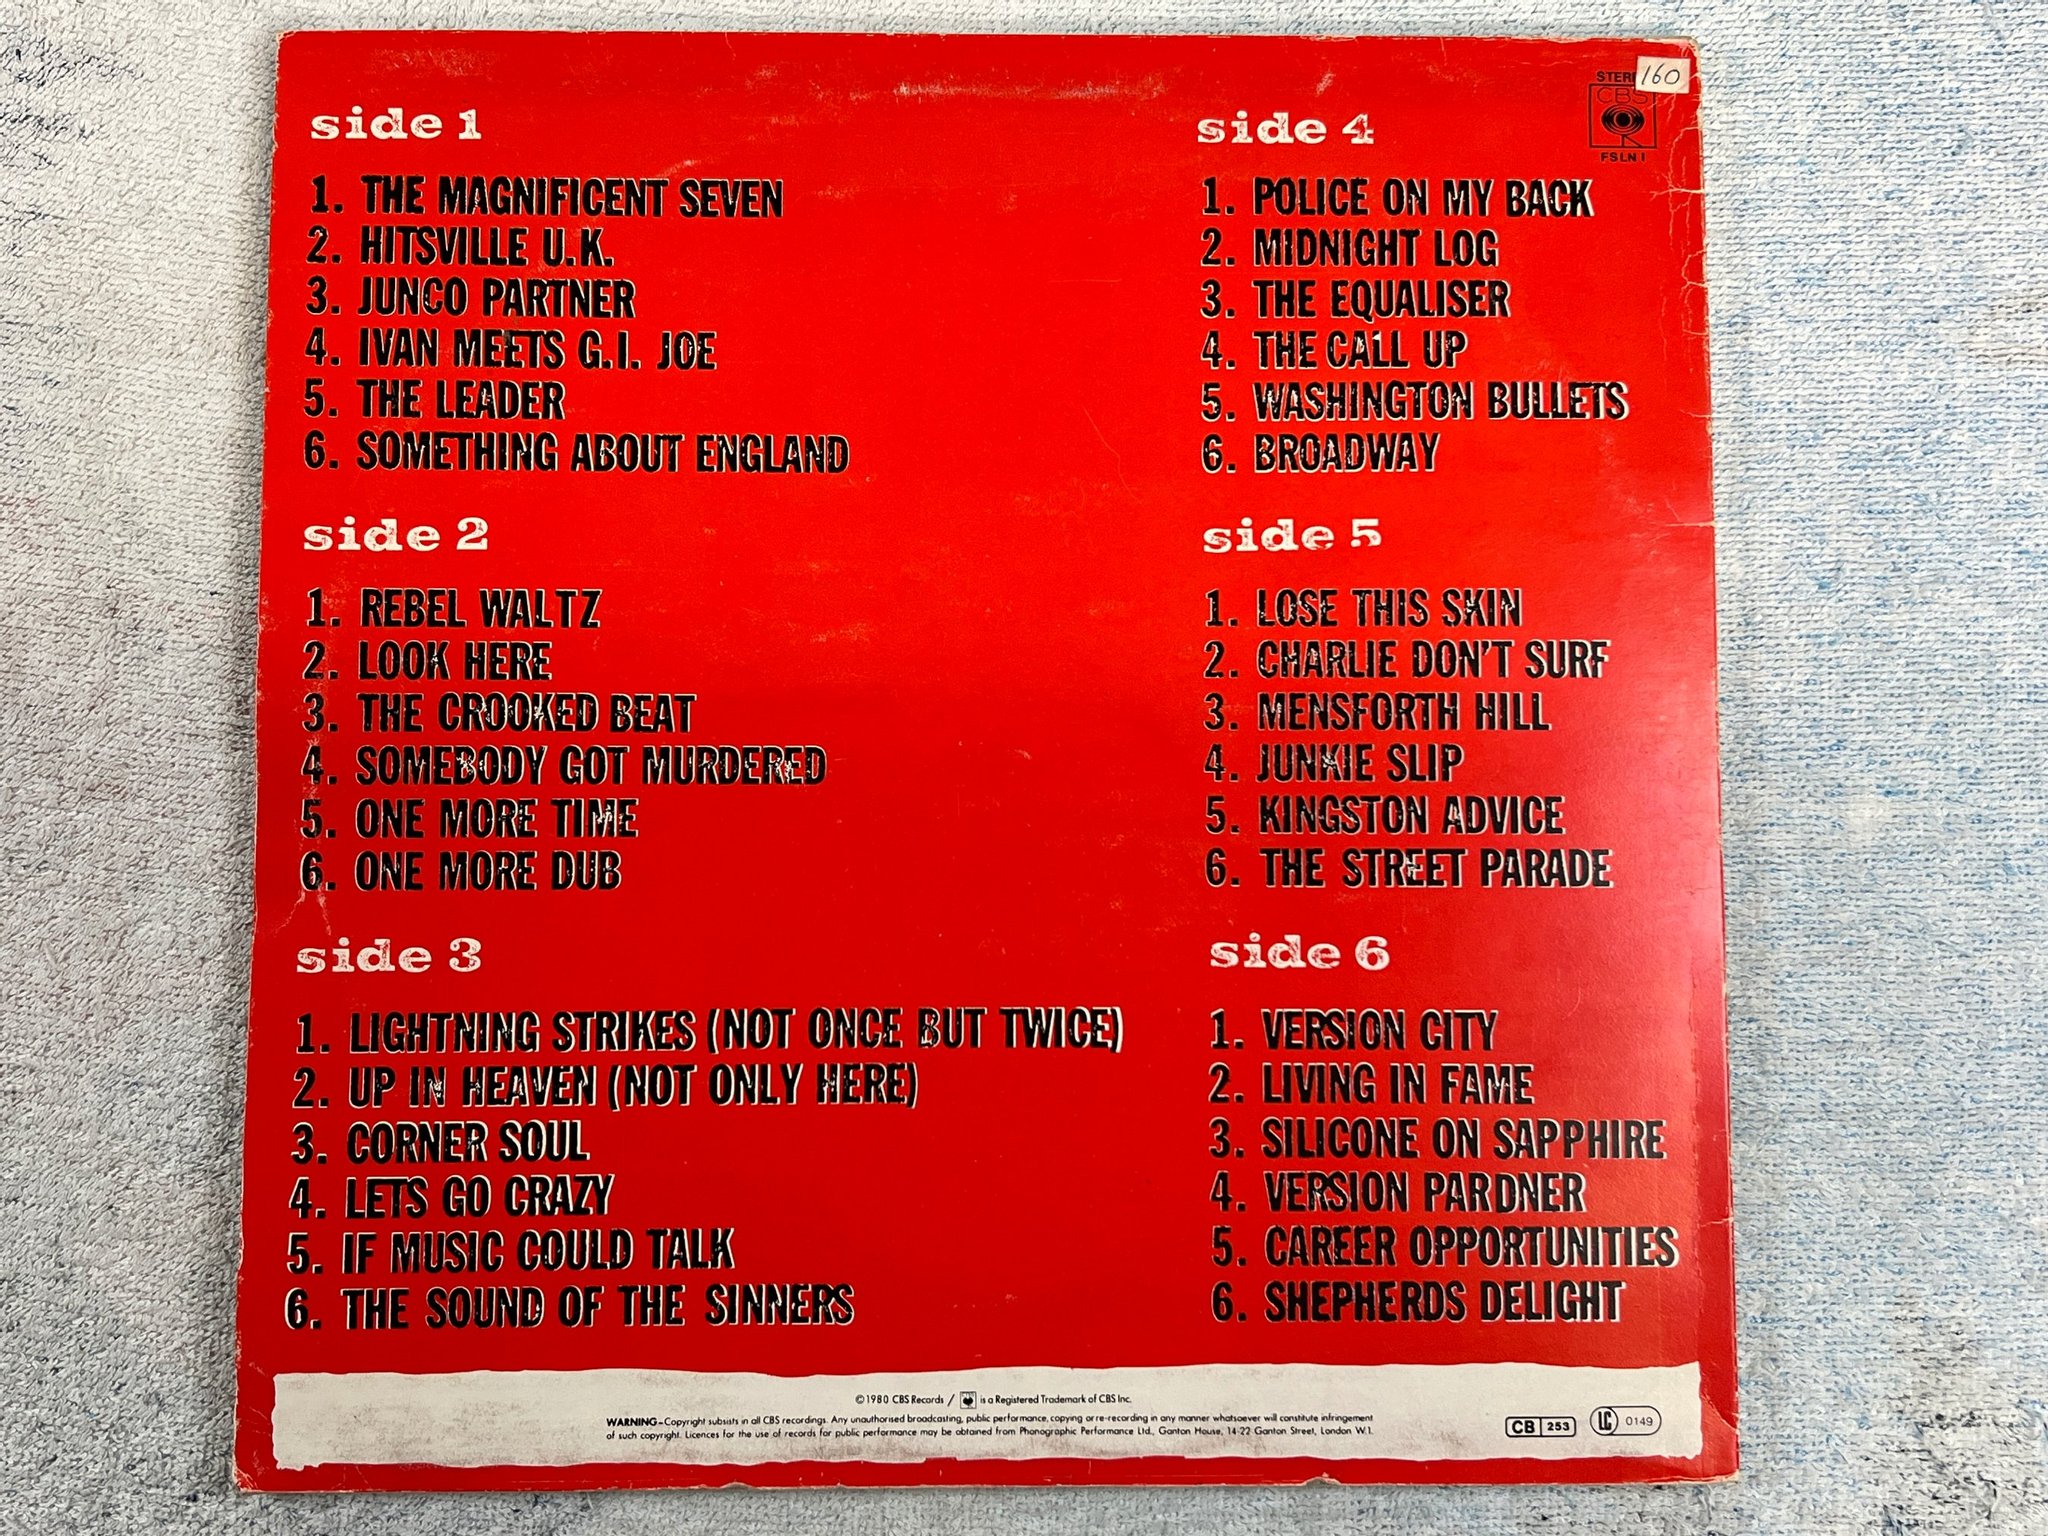 side 1
1. THE MAGNIFICENT SEVEN
2. HITSVILLE U.K.
3. JUNCO PARTNER
4. IVAN MEETS G.I. JOE
5. THE LEADER
6. SOMETHING ABOUT ENGLAND
side 2
1. REBEL WALTZ
2. LOOK HERE
3. THE CROOKED BEAT
4. SOMEBODY GOT MURDERED
5. ONE MORE TIME
6. ONE MORE DUB
side 3
1. LIGHTNING STRIKES (NOT ONCE BUT TWICE)
2. UP IN HEAVEN (NOT ONLY HERE)
3. CORNER SOUL
4. LETS GO CRAZY
5. IF MUSIC COULD TALK
6. THE SOUND OF THE SINNERS
160
CBS
FSLN 1
side 4
1. POLICE ON MY BACK
2. MIDNIGHT LOG
3. THE EQUALISER
4. THE CALL UP
5. WASHINGTON BULLETS
6. BROADWAY
side 5
1. LOSE THIS SKIN
2. CHARLIE DON'T SURF
3. MENSFORTH HILL
4. JUNKIE SLIP
5. KINGSTON ADVICE
6. THE STREET PARADE
side 6
1. VERSION CITY
2. LIVING IN FAME
3. SILICONE ON SAPPHIRE
4. VERSION PARDNER
5. CAREER OPPORTUNITIES
6. SHEPHERDS DELIGHT
©1980 CBS Records / is a Registered Trademark of CBS Inc.
WARNING–Copyright subsists in all CBS recordings. Any unauthorised broadcasting, public performance, copying or re-recording in any manner whatsoever will constitute infringement
of such copyright. Licences for the use of records for public performance may be obtained from Phonographic Performance Ltd., Ganton House, 14-22 Ganton Street, London W.1.
CB 253
LC 0149